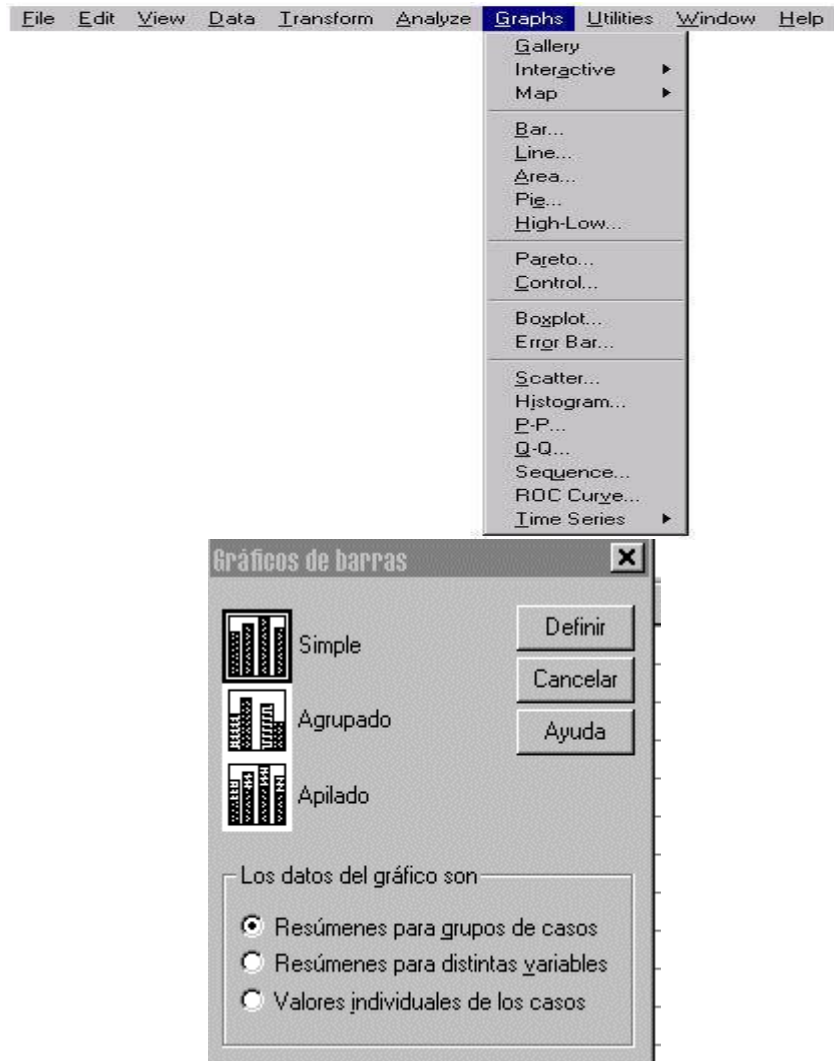 File Edit View Data Transform Analyze Graphs Utilities Window Help
Gallery
Interactive
Map
Bar...
Line...
Area...
Pie...
High-Low...
Pareto...
Control...
Boxplot...
Error Bar...
Scatter...
Histogram...
P-P...
Q-Q...
Sequence...
ROC Curve...
Time Series
Gráficos de barras
Simple
Definir
Cancelar
Agrupado
Ayuda
Apilado
Los datos del gráfico son
Resúmenes para grupos de casos
Resúmenes para distintas variables
Valores individuales de los casos